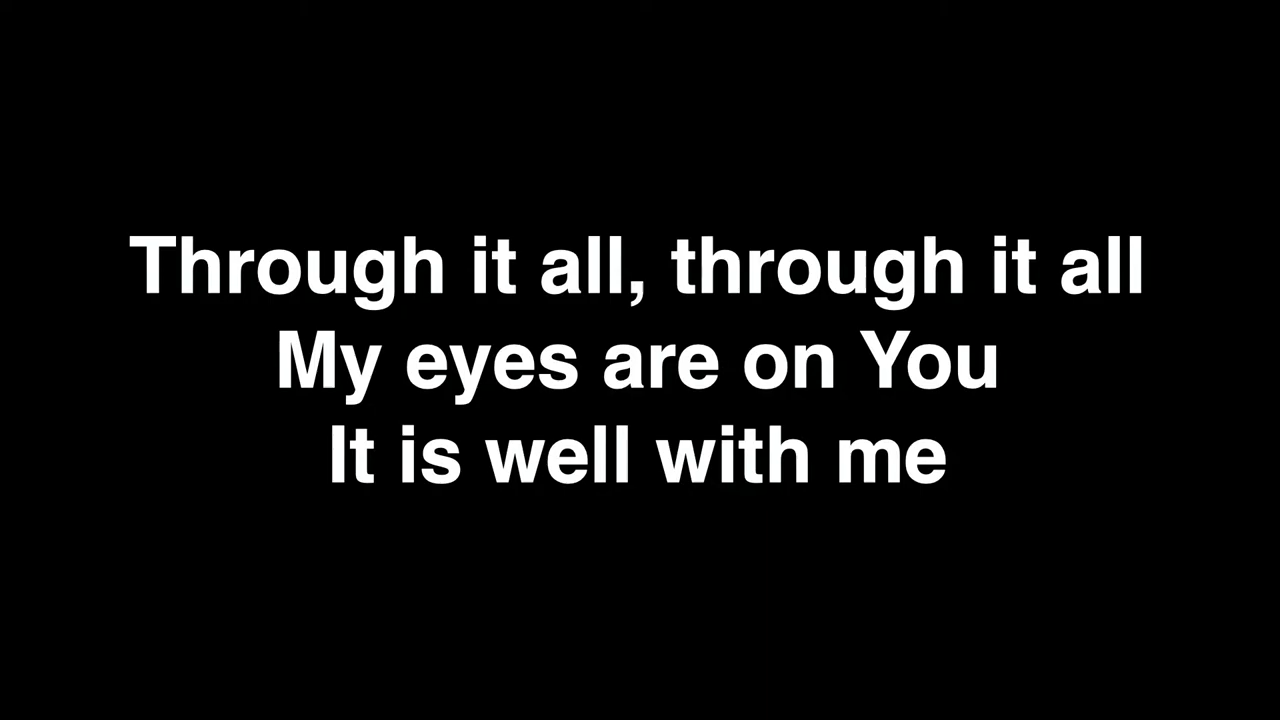 Through it all, through it all
My eyes are on You
It is well with me